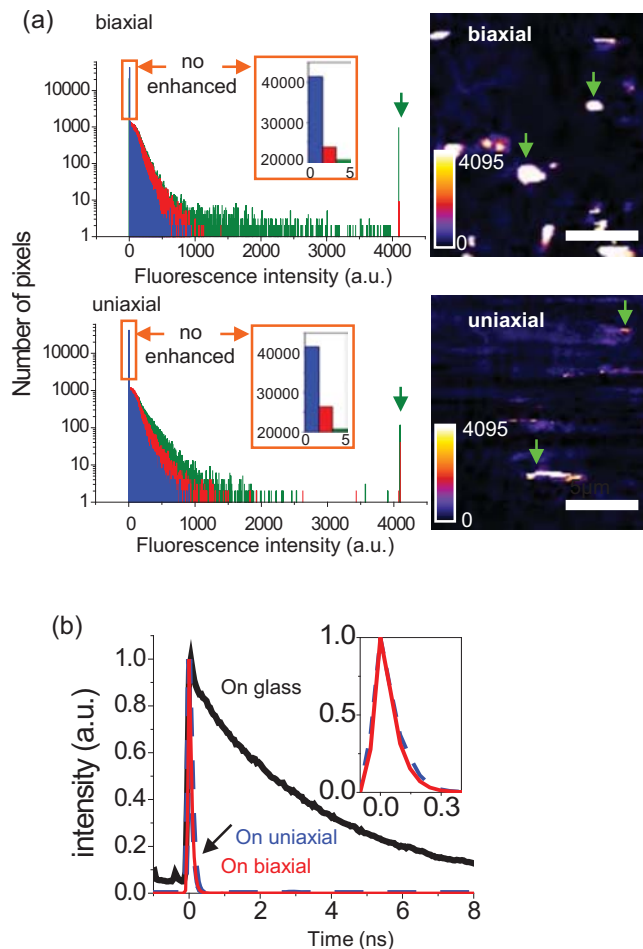 (a)
biaxial
no
enhanced
10000
1000
100
10
1
40000
30000
20000
0 5
0 1000 2000 3000 4000
Fluorescence intensity (a.u.)
Number of pixels
biaxial
4095
0
uniaxial
no
enhanced
10000
1000
100
10
1
40000
30000
20000
0 5
0 1000 2000 3000 4000
Fluorescence intensity (a.u.)
uniaxial
4095
0
(b)
intensity (a.u.)
1.0
0.8
0.6
0.4
0.2
0.0
On glass
On uniaxial
On biaxial
1.0
0.5
1.0
0.0 0.3
0 2 4 6 8
Time (ns)